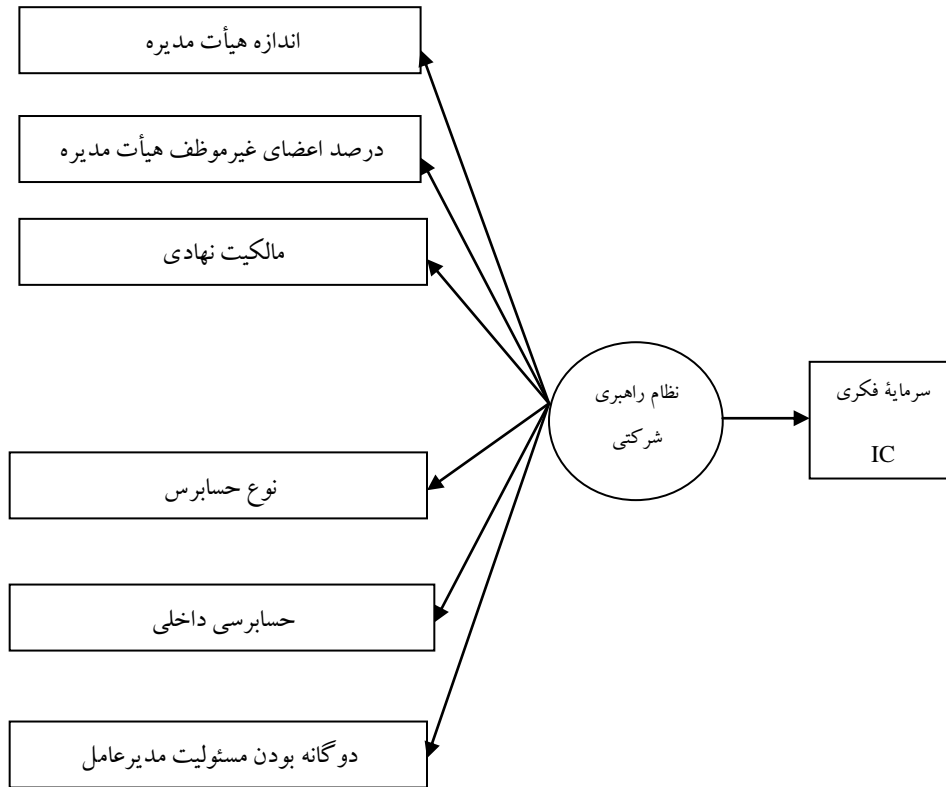 اندازه هیأت مدیره
درصد اعضای غیرموظف هیأت مدیره
مالکیت نهادی
نظام راهبری
شرکتی
سرمایۀ فکری
IC
نوع حسابرس
حسابرسی داخلی
دوگانه بودن مسئولیت مدیرعامل